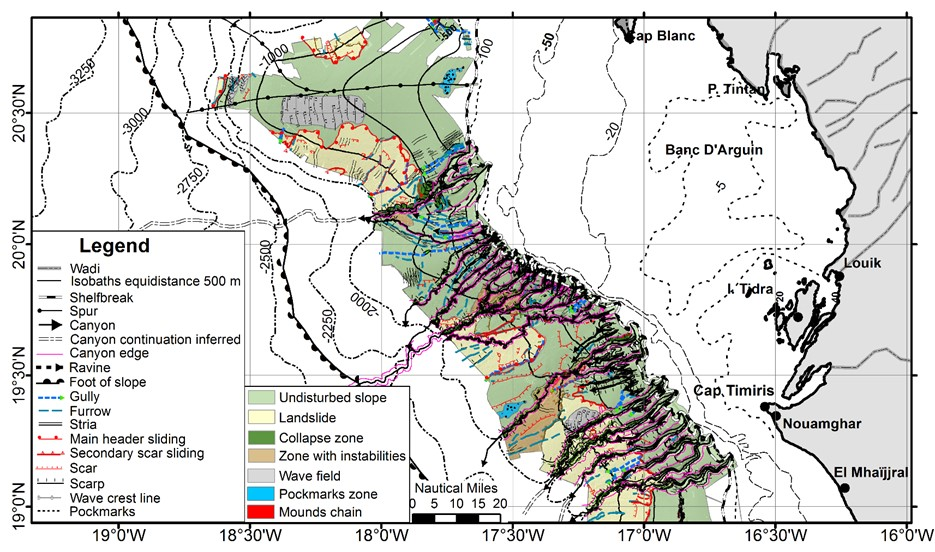 Cap Blanc
P. Tintan
Banc D'Arguin
Louik
I.Tidra
Cap Timiris
Nouamghar
El Mhaïjjral
-3250
-3000
-2750
-2500
-2250
-2000
-1000
-500
-100
-50
-20
-5
-20
-40
20°30'N
20°0'N
19°30'N
19°0'N
Legend
Wadi
Isobaths equidistance 500 m
Shelfbreak
Spur
Canyon
Canyon continuation inferred
Canyon edge
Ravine
Foot of slope
Gully
Furrow
Stria
Main header sliding
Secondary scar sliding
Scar
Scarp
Wave crest line
Pockmarks
Undisturbed slope
Landslide
Collapse zone
Zone with instabilities
Wave field
Pockmarks zone
Mounds chain
Nautical Miles
0 5 10 15 20
19°0'W 18°30'W 18°0'W 17°30'W 17°0'W 16°30'W 16°0'W